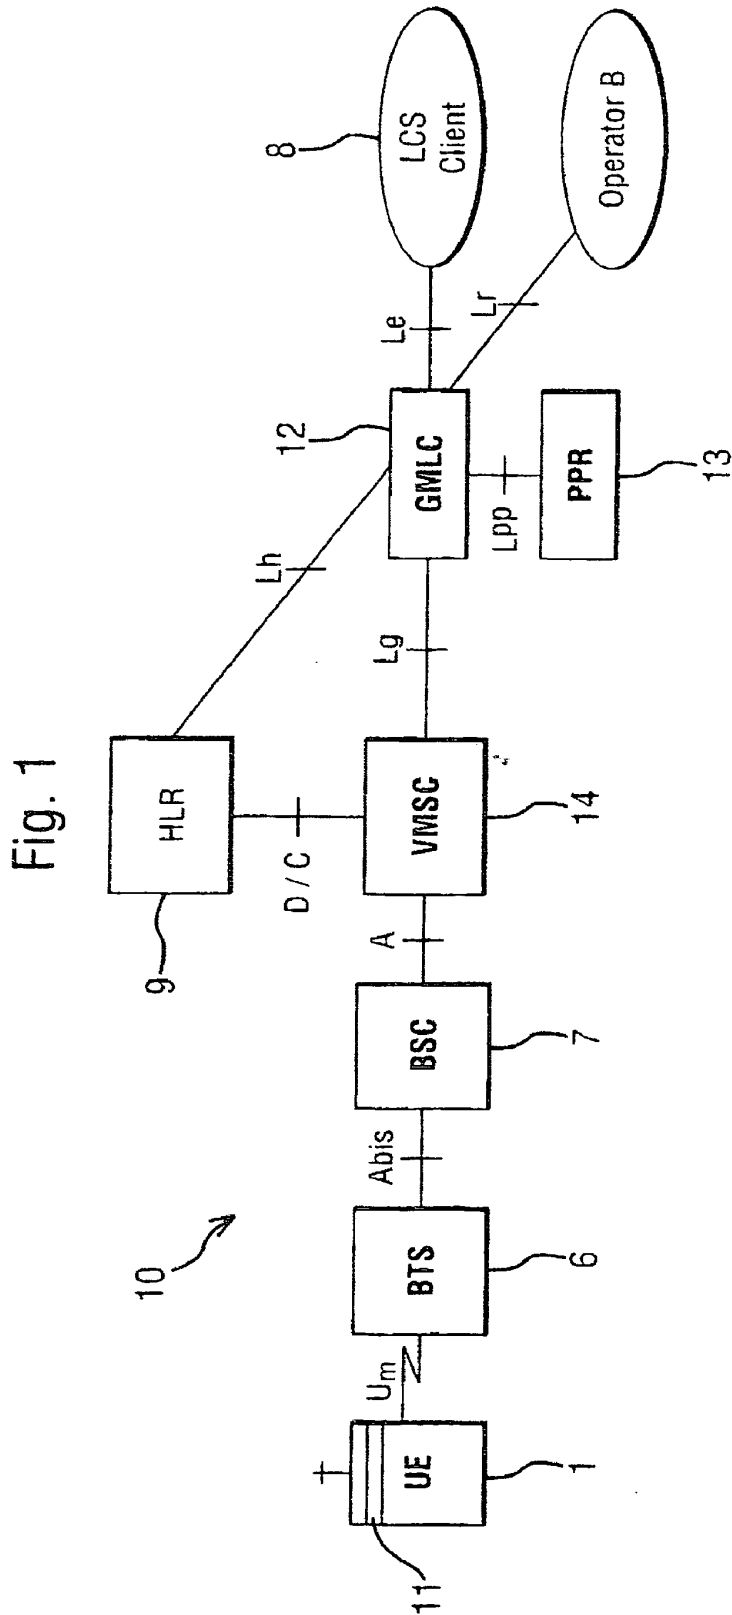 Fig. 1
10
9
HLR
D / C
Lh
12
8
11
UE
1
Um
BTS
6
Abis
BSC
7
A
VMSC
14
Lg
GMLC
Le
LCS
Client
Lpp
PPR
13
Lr
Operator B